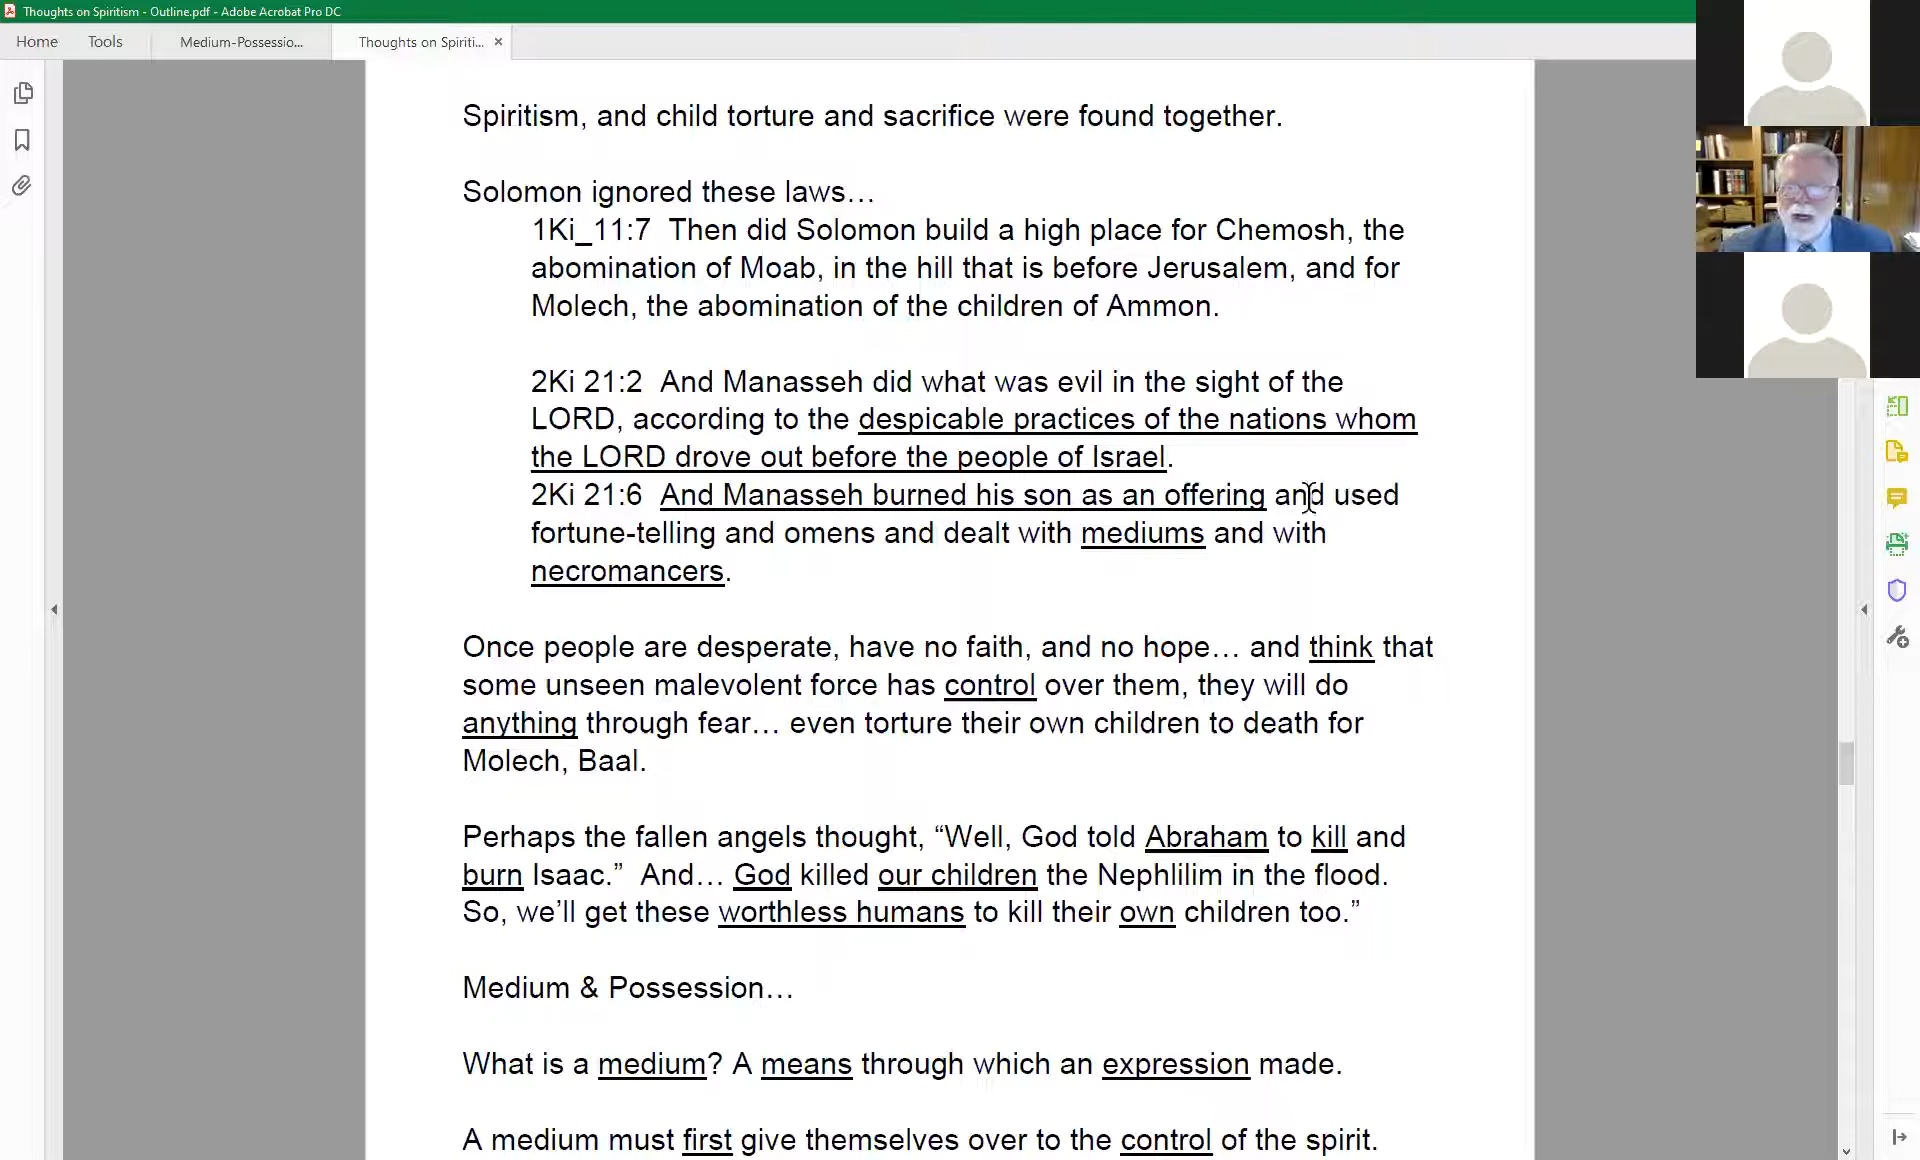 Thoughts on Spiritism - Outline.pdf - Adobe Acrobat Pro DC
Home Tools Medium-Possessio... Thoughts on Spiriti... ×
Spiritism, and child torture and sacrifice were found together.
Solomon ignored these laws…
1Ki_11:7 Then did Solomon build a high place for Chemosh, the
abomination of Moab, in the hill that is before Jerusalem, and for
Molech, the abomination of the children of Ammon.
2Ki 21:2 And Manasseh did what was evil in the sight of the
LORD, according to the despicable practices of the nations whom
the LORD drove out before the people of Israel.
2Ki 21:6 And Manasseh burned his son as an offering and used
fortune-telling and omens and dealt with mediums and with
necromancers.
Once people are desperate, have no faith, and no hope… and think that
some unseen malevolent force has control over them, they will do
anything through fear… even torture their own children to death for
Molech, Baal.
Perhaps the fallen angels thought, “Well, God told Abraham to kill and
burn Isaac.” And… God killed our children the Nephlilim in the flood.
So, we’ll get these worthless humans to kill their own children too.”
Medium & Possession…
What is a medium? A means through which an expression made.
A medium must first give themselves over to the control of the spirit.